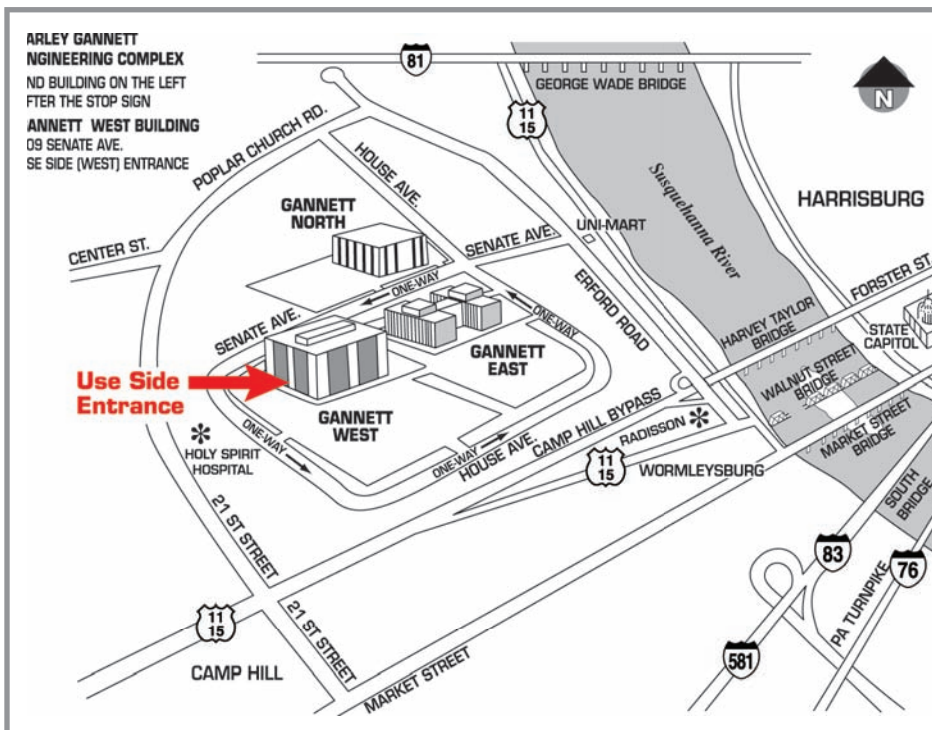 ARLEY GANNETT
NGINEERING COMPLEX
ND BUILDING ON THE LEFT
FTER THE STOP SIGN
ANNETT WEST BUILDING
09 SENATE AVE.
SE SIDE (WEST) ENTRANCE
81
GEORGE WADE BRIDGE
N
11
15
POPLAR CHURCH RD.
HOUSE AVE.
Susquehanna River
HARRISBURG
GANNETT
NORTH
UNI-MART
CENTER ST.
SENATE AVE.
ERFORD ROAD
FORSTER ST.
ONE-WAY
ONE-WAY
SENATE AVE.
HARVEY TAYLOR
BRIDGE
STATE
CAPITOL
GANNETT
EAST
WALNUT STREET
BRIDGE
Use Side
Entrance
GANNETT
WEST
CAMP HILL BYPASS
RADISSON
MARKET STREET
BRIDGE
HOLY SPIRIT
HOSPITAL
ONE-WAY
ONE-WAY
HOUSE AVE.
11
15
WORMLEYSBURG
SOUTH
BRIDGE
21 ST STREET
83
76
PA TURNPIKE
11
15
21 ST STREET
CAMP HILL
MARKET STREET
581